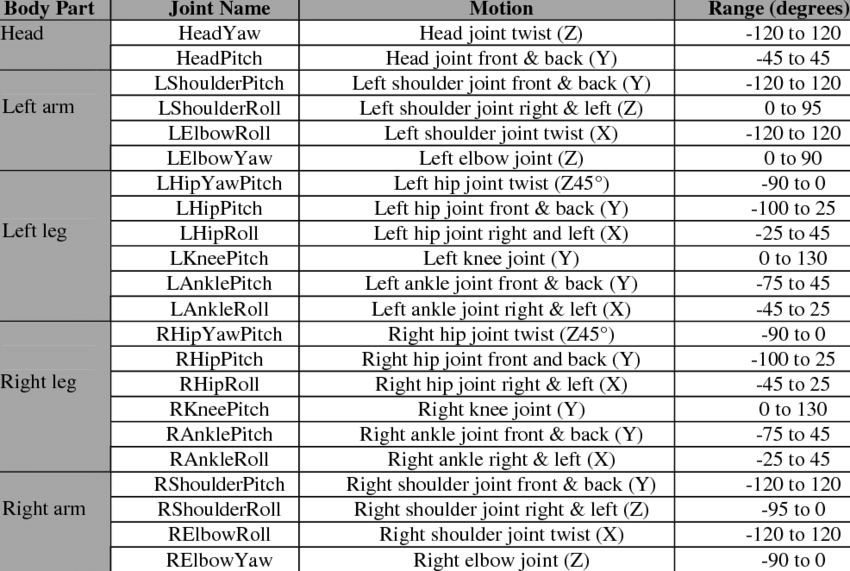 Body Part Joint Name Motion Range (degrees)
Head HeadYaw Head joint twist (Z) -120 to 120
HeadPitch Head joint front & back (Y) -45 to 45
LShoulderPitch Left shoulder joint front & back (Y) -120 to 120
Left arm LShoulderRoll Left shoulder joint right & left (Z) 0 to 95
LElbowRoll Left shoulder joint twist (X) -120 to 120
LElbowYaw Left elbow joint (Z) 0 to 90
LHipYawPitch Left hip joint twist (Z45°) -90 to 0
LHipPitch Left hip joint front & back (Y) -100 to 25
Left leg LHipRoll Left hip joint right and left (X) -25 to 45
LKneePitch Left knee joint (Y) 0 to 130
LAnklePitch Left ankle joint front & back (Y) -75 to 45
LAnkleRoll Left ankle joint right & left (X) -45 to 25
RHipYawPitch Right hip joint twist (Z45°) -90 to 0
RHipPitch Right hip joint front and back (Y) -100 to 25
Right leg RHipRoll Right hip joint right & left (X) -45 to 25
RKneePitch Right knee joint (Y) 0 to 130
RAnklePitch Right ankle joint front & back (Y) -75 to 45
RAnkleRoll Right ankle right & left (X) -25 to 45
RShoulderPitch Right shoulder joint front & back (Y) -120 to 120
Right arm RShoulderRoll Right shoulder joint right & left (Z) -95 to 0
RElbowRoll Right shoulder joint twist (X) -120 to 120
RElbowYaw Right elbow joint (Z) -90 to 0